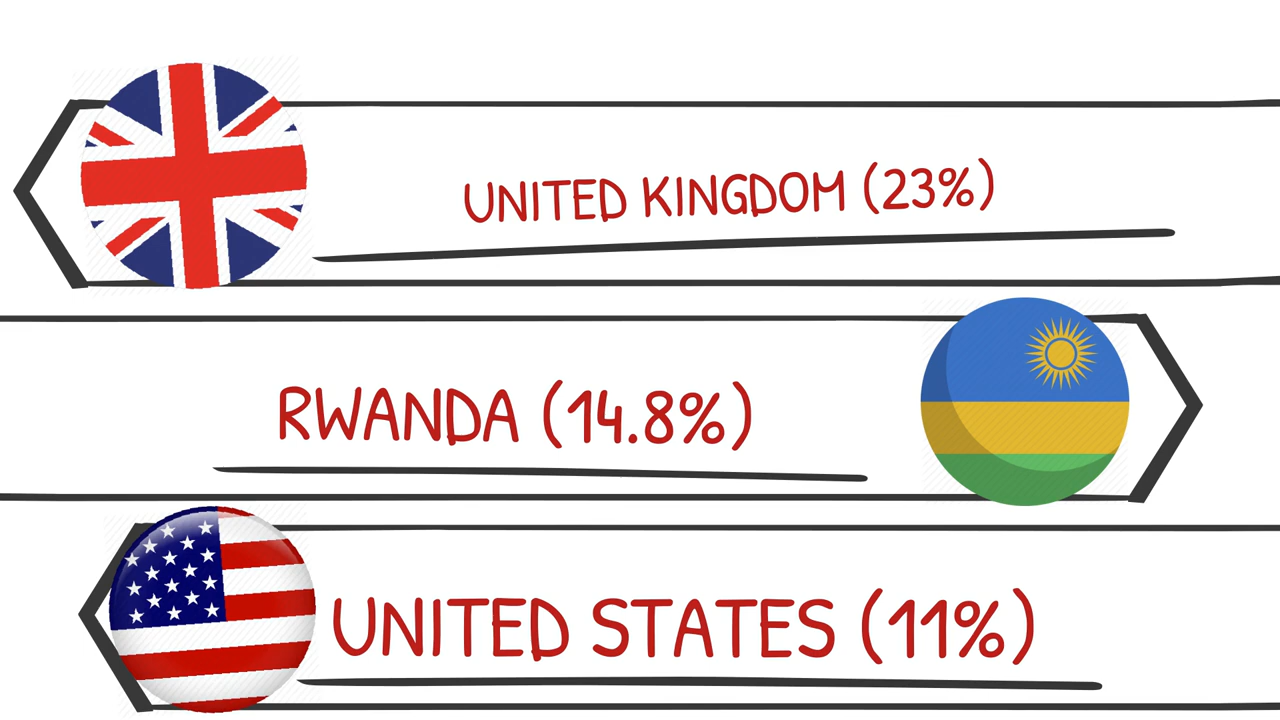 UNITED KINGDOM (23%)
RWANDA (14.8%)
UNITED STATES (11%)